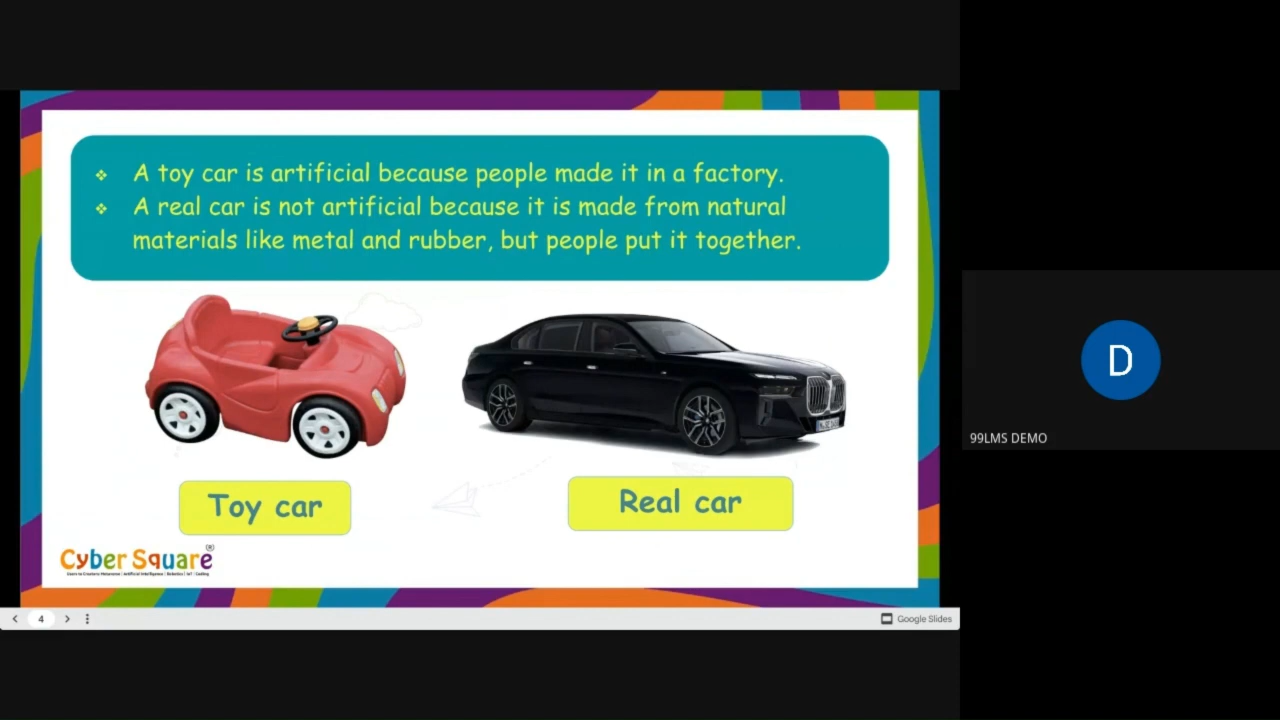 ❖ A toy car is artificial because people made it in a factory.
❖ A real car is not artificial because it is made from natural
materials like metal and rubber, but people put it together.
Toy car
Real car
Cyber Square®
4
Google Slides
D
99LMS DEMO